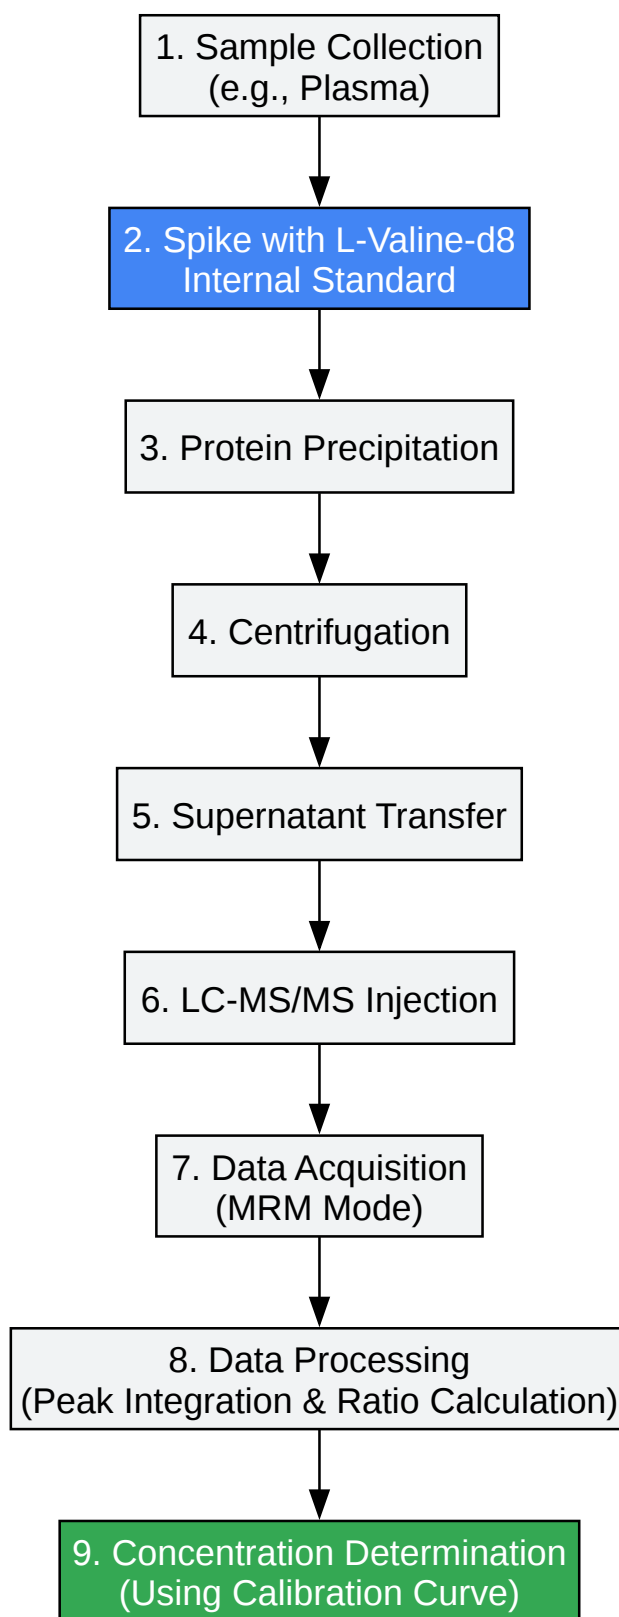 1. Sample Collection
(e.g., Plasma)
2. Spike with L-Valine-d8
Internal Standard
3. Protein Precipitation
4. Centrifugation
5. Supernatant Transfer
6. LC-MS/MS Injection
7. Data Acquisition
(MRM Mode)
8. Data Processing
(Peak Integration & Ratio Calculation)
9. Concentration Determination
(Using Calibration Curve)